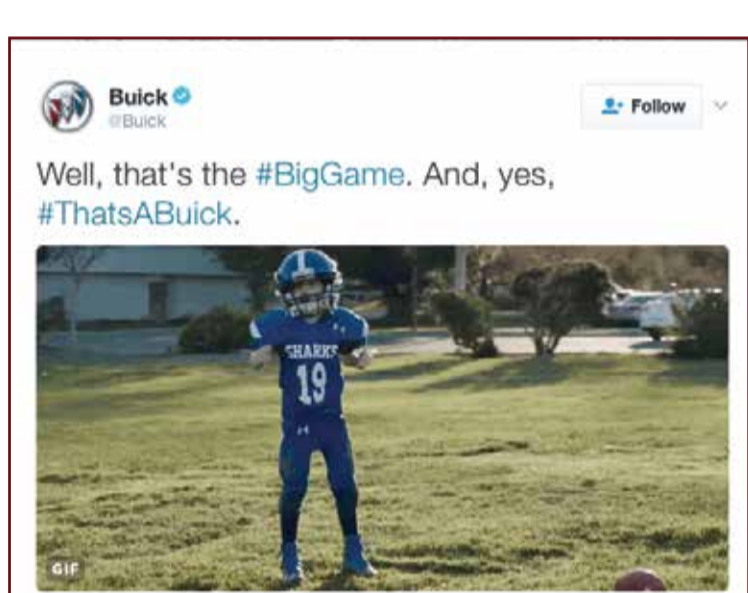 Buick
@Buick
Follow
Well, that's the #BigGame. And, yes,
#ThatsABuick.
SHARKS
19
GIF